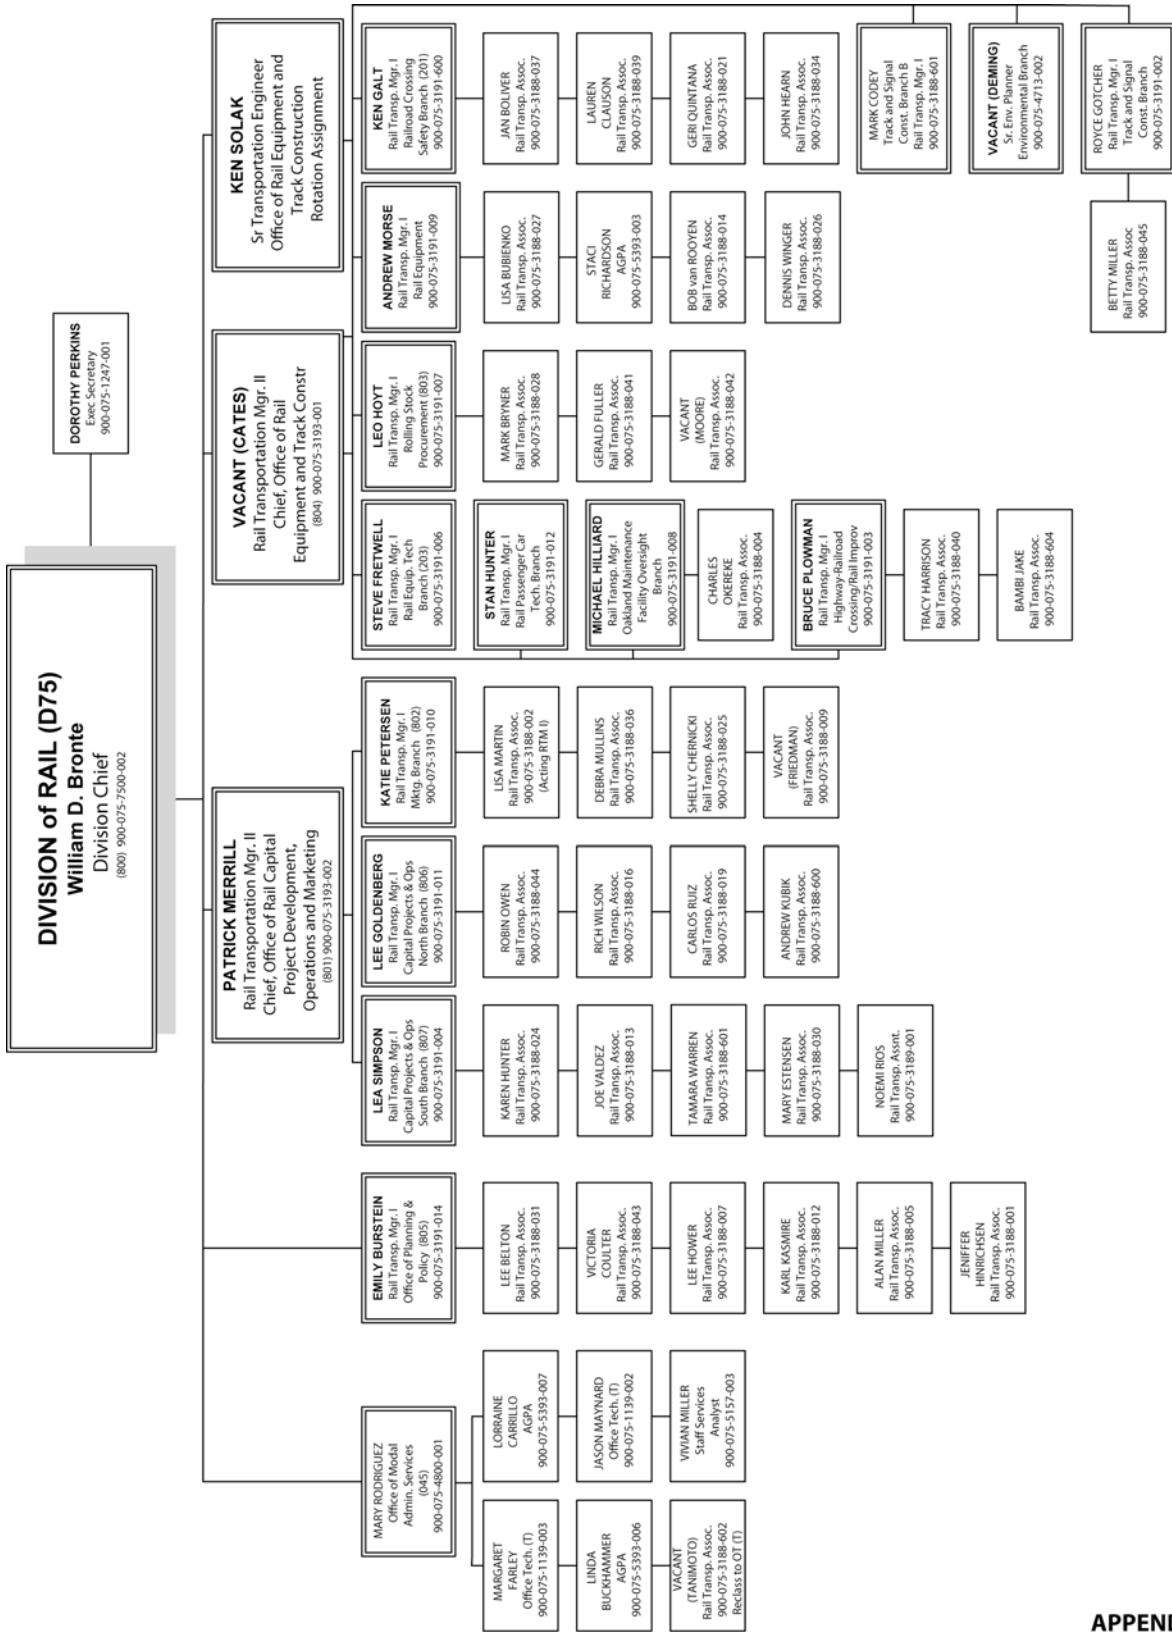 DIVISION of RAIL (D75)
William D. Bronte
Division Chief
(800) 900-075-7500-002
DOROTHY PERKINS
Exec Secretary
900-075-1247-001
PATRICK MERRILL
Rail Transportation Mgr. II
Chief, Office of Rail Capital
Project Development,
Operations and Marketing
(801) 900-075-3193-002
VACANT (CATES)
Rail Transportation Mgr. II
Chief, Office of Rail
Equipment and Track Constr
(804) 900-075-3193-001
KEN SOLAK
Sr Transportation Engineer
Office of Rail Equipment and
Track Construction
Rotation Assignment
MARY RODRIGUEZ
Office of Modal
Admin. Services
(045)
900-075-4800-001
MARGARET
FARLEY
Office Tech. (T)
900-075-1139-003
LINDA
BUCKHAMMER
AGPA
900-075-5393-006
VACANT
(TANIMOTO)
Rail Transp. Assoc.
900-075-3188-602
Reclass to OT (T)
LORRAINE
CARRILLO
AGPA
900-075-5393-007
JASON MAYNARD
Office Tech. (T)
900-075-1139-002
VIVIAN MILLER
Staff Services
Analyst
900-075-5157-003
EMILY BURSTEIN
Rail Transp. Mgr. I
Office of Planning &
Policy (805)
900-075-3191-014
LEE BELTON
Rail Transp. Assoc.
900-075-3188-031
VICTORIA
COULTER
Rail Transp. Assoc.
900-075-3188-043
LEE HOWER
Rail Transp. Assoc.
900-075-3188-007
KARL KASMIRE
Rail Transp. Assoc.
900-075-3188-012
ALAN MILLER
Rail Transp. Assoc.
900-075-3188-005
JENIFFER
HINRICHSEN
Rail Transp. Assoc.
900-075-3188-001
LEA SIMPSON
Rail Transp. Mgr. I
Capital Projects & Ops
South Branch (807)
900-075-3191-004
KAREN HUNTER
Rail Transp. Assoc.
900-075-3188-024
JOE VALDEZ
Rail Transp. Assoc.
900-075-3188-013
TAMARA WARREN
Rail Transp. Assoc.
900-075-3188-601
MARY ESTENSEN
Rail Transp. Assoc.
900-075-3188-030
NOEMI RIOS
Rail Transp. Assnt.
900-075-3189-001
LEE GOLDENBERG
Rail Transp. Mgr. I
Capital Projects & Ops
North Branch (806)
900-075-3191-011
ROBIN OWEN
Rail Transp. Assoc.
900-075-3188-044
RICH WILSON
Rail Transp. Assoc.
900-075-3188-016
CARLOS RUIZ
Rail Transp. Assoc.
900-075-3188-019
ANDREW KUBIK
Rail Transp. Assoc.
900-075-3188-600
KATIE PETERSEN
Rail Transp. Mgr. I
Mktg. Branch (802)
900-075-3191-010
LISA MARTIN
Rail Transp. Assoc.
900-075-3188-002
(Acting RTM I)
DEBRA MULLINS
Rail Transp. Assoc.
900-075-3188-036
SHELLY CHERNICKI
Rail Transp. Assoc.
900-075-3188-025
VACANT
(FRIEDMAN)
Rail Transp. Assoc.
900-075-3188-009
STEVE FRETWELL
Rail Transp. Mgr. I
Rail Equip. Tech
Branch (203)
900-075-3191-006
STAN HUNTER
Rail Transp. Mgr. I
Rail Passenger Car
Tech. Branch
900-075-3191-012
MICHAEL HILLIARD
Rail Transp. Mgr. I
Oakland Maintenance
Facility Oversight
Branch
900-075-3191-008
CHARLES
OKEREKE
Rail Transp. Assoc.
900-075-3188-004
BRUCE PLOWMAN
Rail Transp. Mgr. I
Highway-Railroad
Crossing/Rail Improv
900-075-3191-003
TRACY HARRISON
Rail Transp. Assoc.
900-075-3188-040
BAMBI JAKE
Rail Transp. Assoc.
900-075-3188-604
LEO HOYT
Rail Transp. Mgr. I
Rolling Stock
Procurement (803)
900-075-3191-007
MARK BRYNER
Rail Transp. Assoc.
900-075-3188-028
GERALD FULLER
Rail Transp. Assoc.
900-075-3188-041
VACANT
(MOORE)
Rail Transp. Assoc.
900-075-3188-042
ANDREW MORSE
Rail Transp. Mgr. I
Rail Equipment
900-075-3191-009
LISA BUBIENKO
Rail Transp. Assoc.
900-075-3188-027
STACI
RICHARDSON
AGPA
900-075-5393-003
BOB van ROOYEN
Rail Transp. Assoc.
900-075-3188-014
DENNIS WINGER
Rail Transp. Assoc.
900-075-3188-026
KEN GALT
Rail Transp. Mgr. I
Railroad Crossing
Safety Branch (201)
900-075-3191-600
JAN BOLIVER
Rail Transp. Assoc.
900-075-3188-037
LAUREN
CLAUSON
Rail Transp. Assoc.
900-075-3188-039
GERI QUINTANA
Rail Transp. Assoc.
900-075-3188-021
JOHN HEARN
Rail Transp. Assoc.
900-075-3188-034
MARK CODEY
Track and Signal
Const. Branch B
Rail Transp. Mgr. I
900-075-3188-601
VACANT (DEMING)
Sr. Env. Planner
Environmental Branch
900-075-4713-002
ROYCE GOTCHER
Rail Transp. Mgr. I
Track and Signal
Const. Branch
900-075-3191-002
BETTY MILLER
Rail Transp. Assoc
900-075-3188-045
APPEN